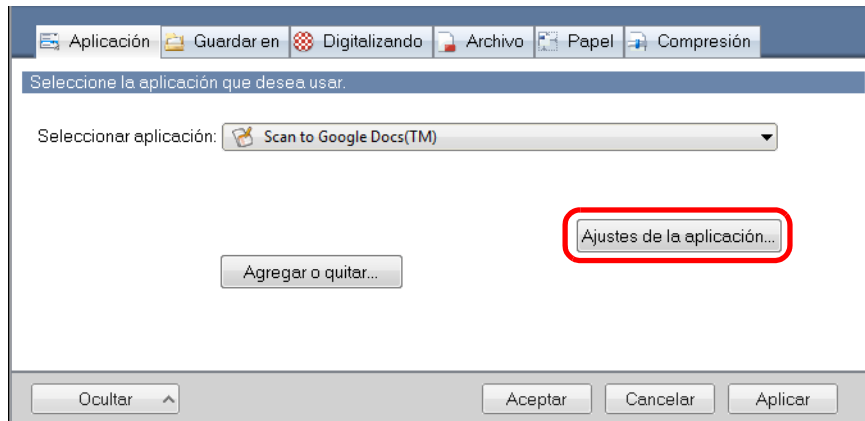 Aplicación Guardar en Digitalizando Archivo Papel Compresión
Seleccione la aplicación que desea usar.
Seleccionar aplicación: Scan to Google Docs(TM)
Ajustes de la aplicación...
Agregar o quitar...
Ocultar Aceptar Cancelar Aplicar